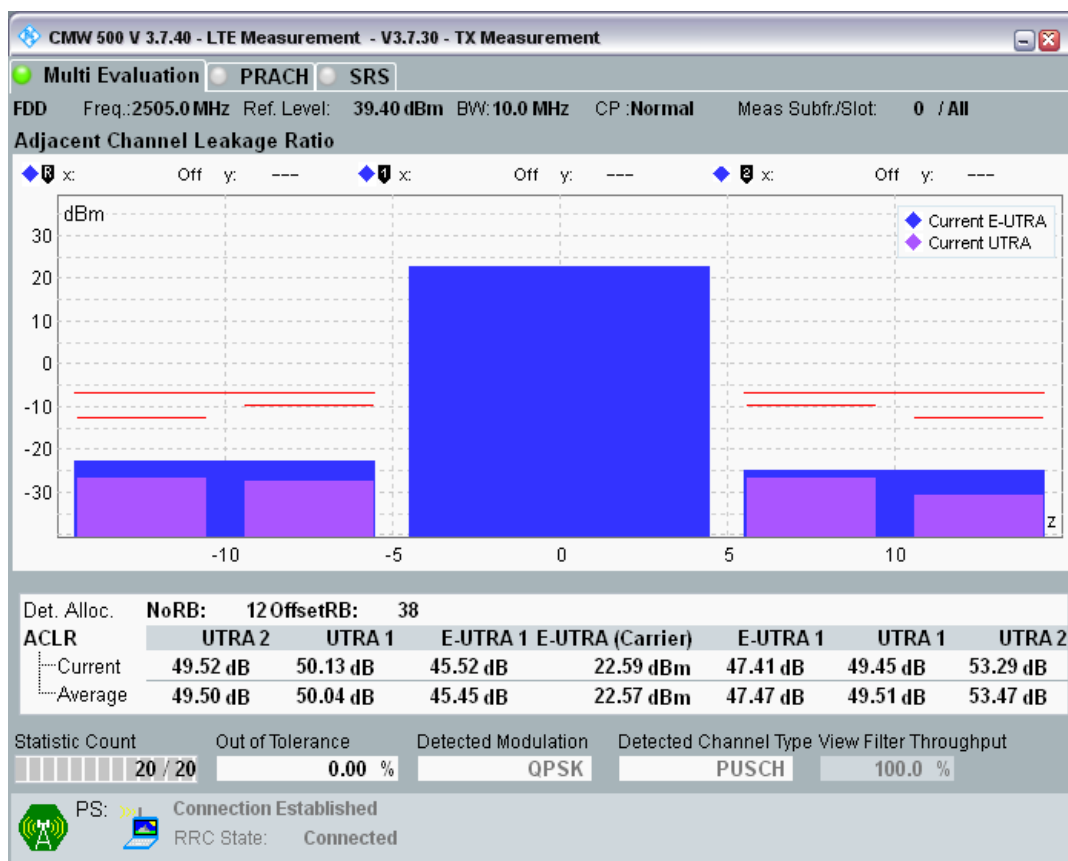 CMW 500 V 3.7.40 - LTE Measurement - V3.7.30 - TX Measurement
Multi Evaluation PRACH SRS
FDD Freq.:2505.0 MHz Ref. Level: 39.40 dBm BW:10.0 MHz CP :Normal Meas Subfr./Slot: 0 / All
Adjacent Channel Leakage Ratio
R x: Off y: --- 1 x: Off y: --- 2 x: Off y: ---
dBm
Current E-UTRA
Current UTRA
30
20
10
0
-10
-20
-30
z
-10 -5 0 5 10
Det. Alloc. NoRB: 12 OffsetRB: 38
ACLR UTRA 2 UTRA 1 E-UTRA 1 E-UTRA (Carrier) E-UTRA 1 UTRA 1 UTRA 2
Current 49.52 dB 50.13 dB 45.52 dB 22.59 dBm 47.41 dB 49.45 dB 53.29 dB
Average 49.50 dB 50.04 dB 45.45 dB 22.57 dBm 47.47 dB 49.51 dB 53.47 dB
Statistic Count Out of Tolerance Detected Modulation Detected Channel Type View Filter Throughput
20 / 20 0.00 % QPSK PUSCH 100.0 %
PS: Connection Established
RRC State: Connected